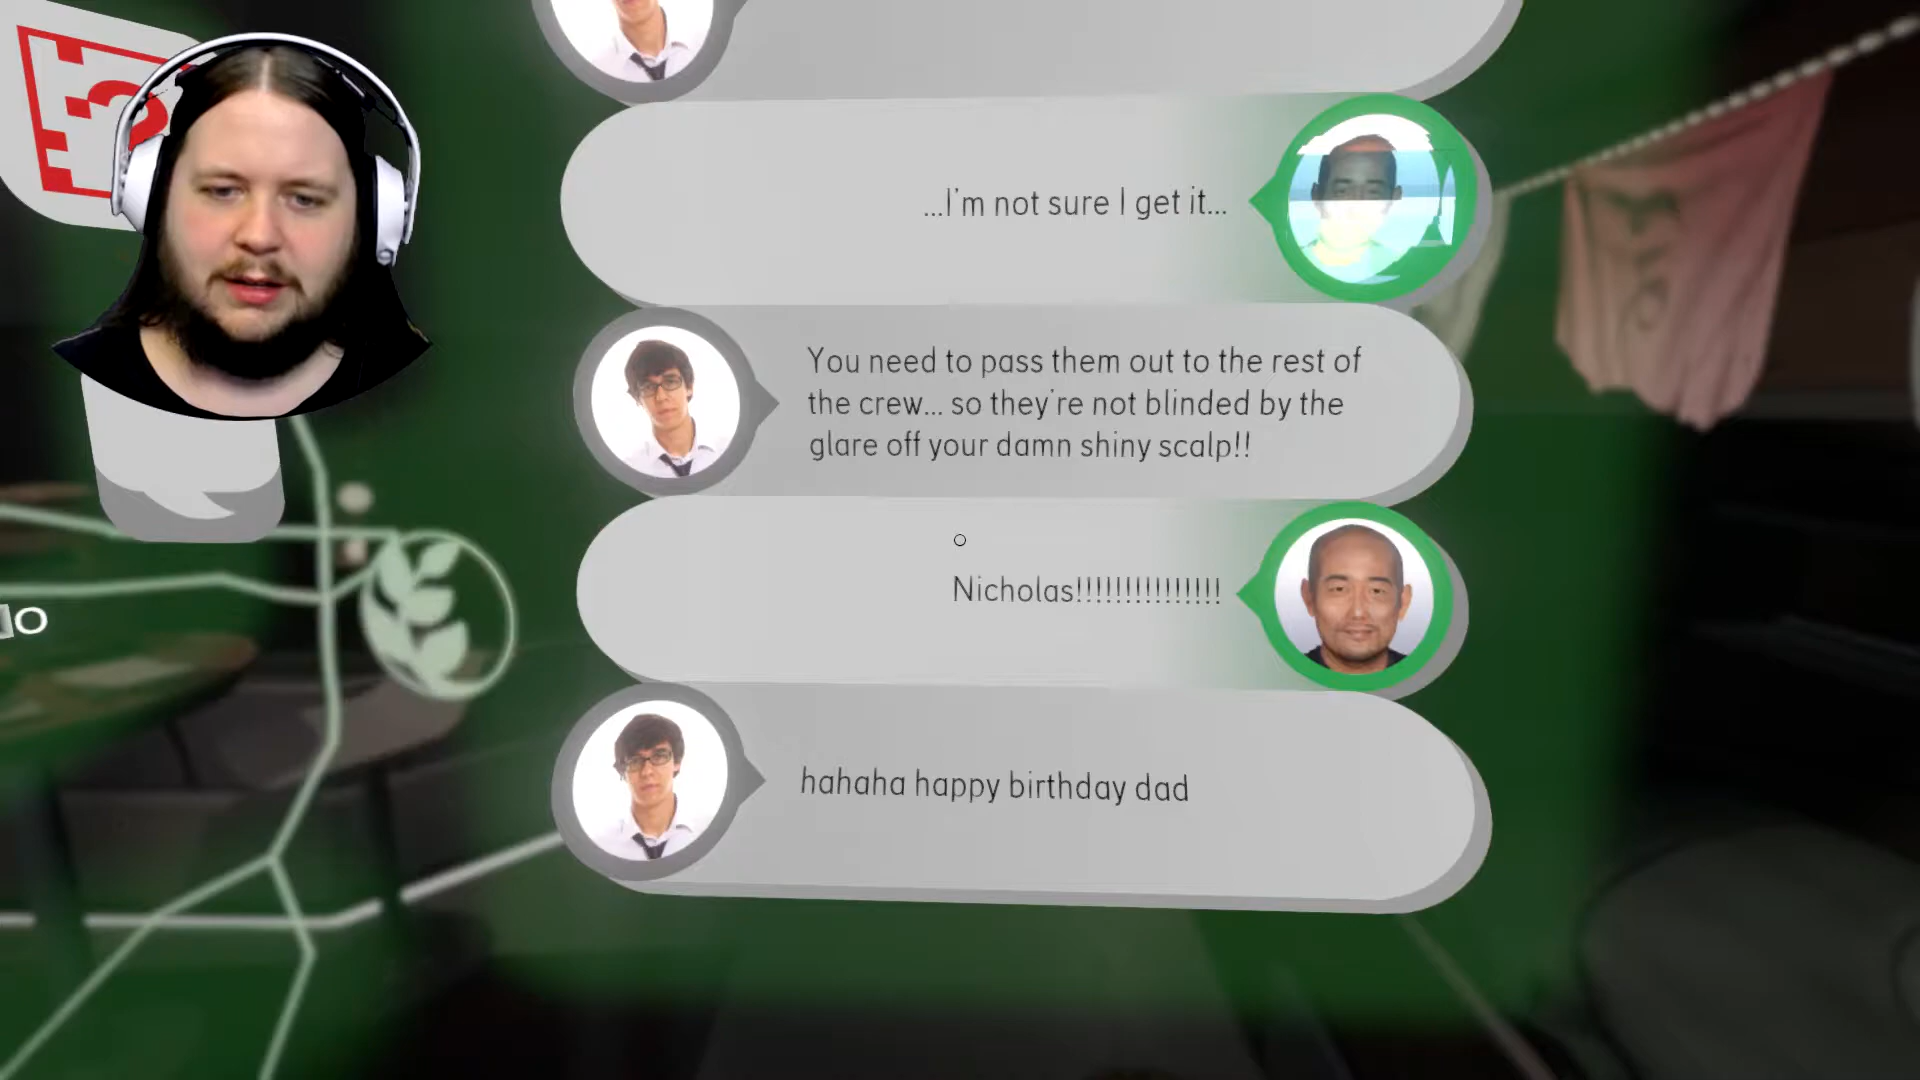 ...I'm not sure I get it...
You need to pass them out to the rest of
the crew... so they're not blinded by the
glare off your damn shiny scalp!!
Nicholas!!!!!!!!!!!!!!!
hahaha happy birthday dad